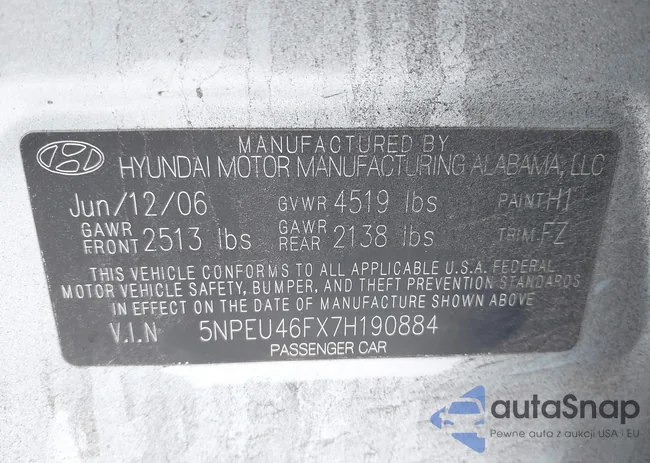 MANUFACTURED BY
HYUNDAI MOTOR MANUFACTURING ALABAMA, LLC
Jun/12/06 GVWR 4519 lbs PAINT:H1
GAWR FRONT 2513 lbs GAWR REAR 2138 lbs TRIM:FZ
THIS VEHICLE CONFORMS TO ALL APPLICABLE U.S.A. FEDERAL
MOTOR VEHICLE SAFETY, BUMPER, AND THEFT PREVENTION STANDARDS
IN EFFECT ON THE DATE OF MANUFACTURE SHOWN ABOVE
V.I.N 5NPEU46FX7H190884
PASSENGER CAR
autoSnap
Pewne auta z aukcji USA i EU